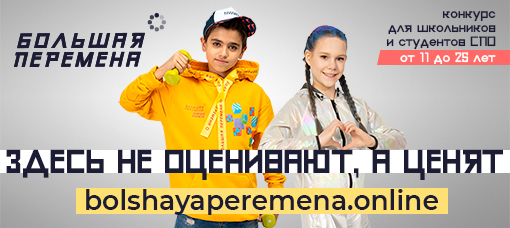 БОЛЬШАЯ
ПЕРЕМЕНА
конкурс
для школьников
и студентов СПО
от 11 до 25 лет
ЗДЕСЬ НЕ ОЦЕНИВАЮТ, А ЦЕНЯТ
bolshayaperemena.online